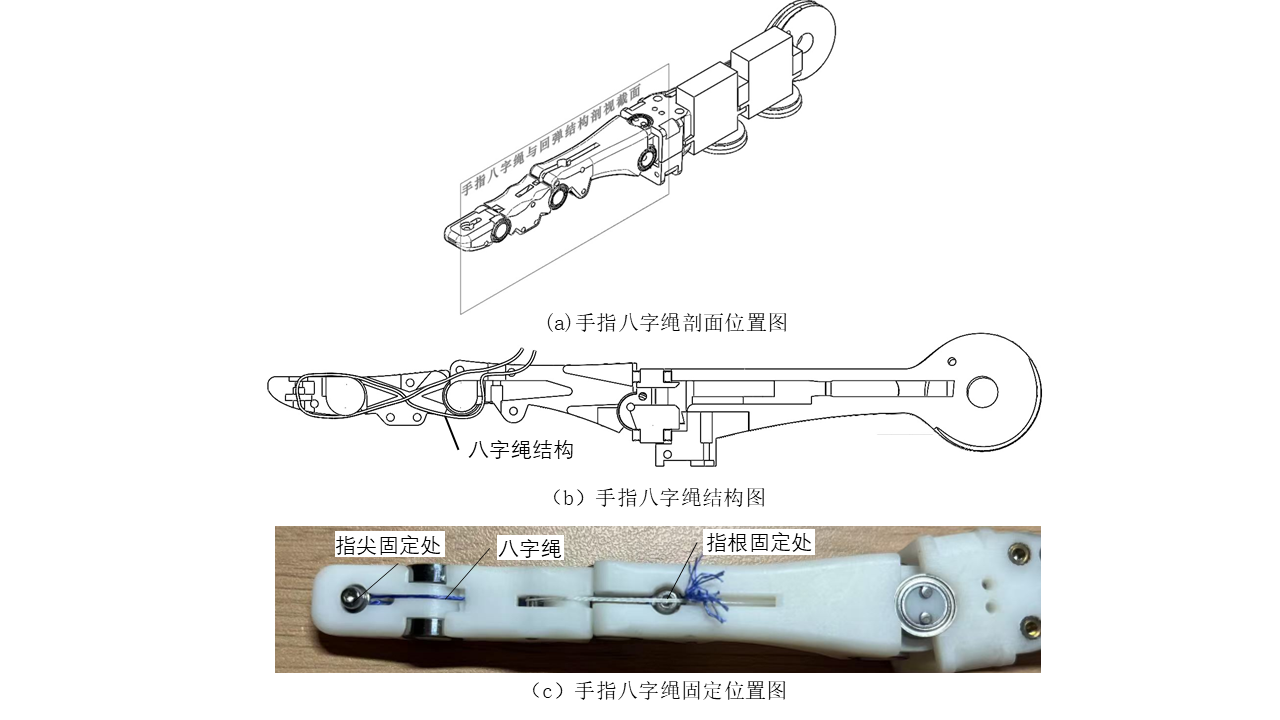 手指八字绳与回弹结构剖视截面
(a)手指八字绳剖面位置图
八字绳结构
（b）手指八字绳结构图
指尖固定处
八字绳
指根固定处
（c）手指八字绳固定位置图